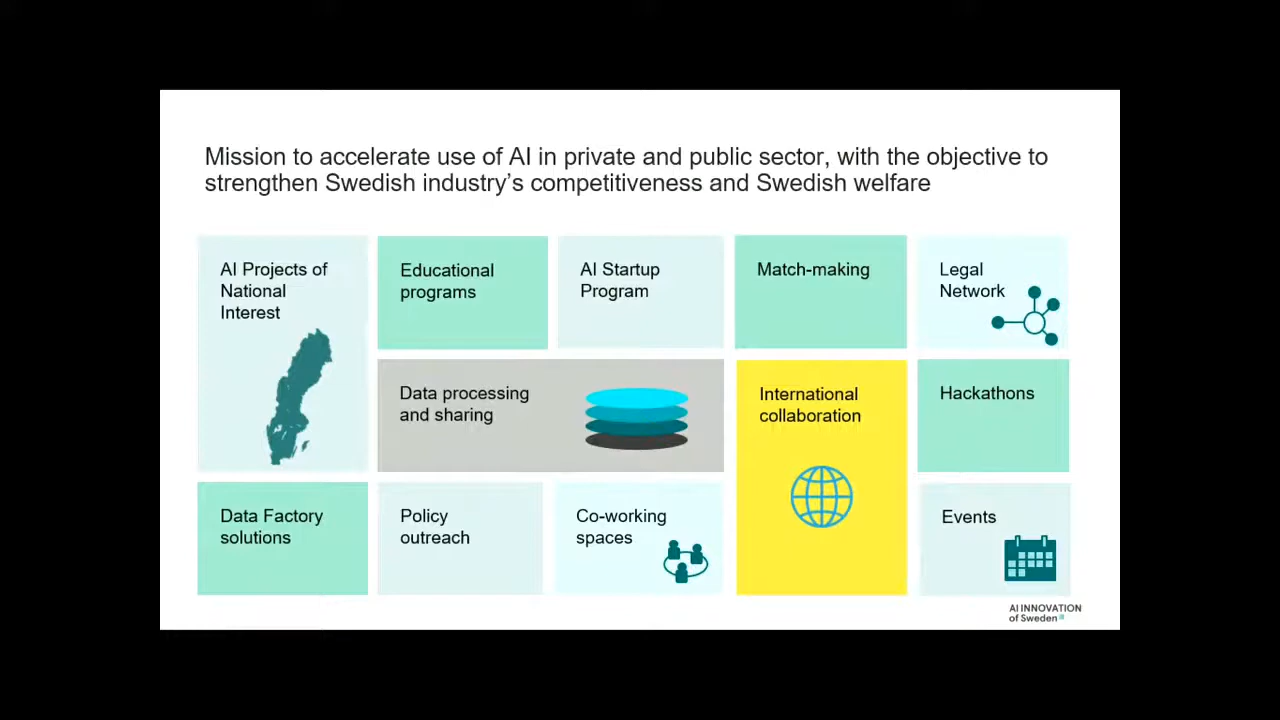 Mission to accelerate use of AI in private and public sector, with the objective to
strengthen Swedish industry's competitiveness and Swedish welfare
AI Projects of
National
Interest
Educational
programs
AI Startup
Program
Match-making
Legal
Network
Data processing
and sharing
International
collaboration
Hackathons
Data Factory
solutions
Policy
outreach
Co-working
spaces
Events
AI INNOVATION
of Sweden